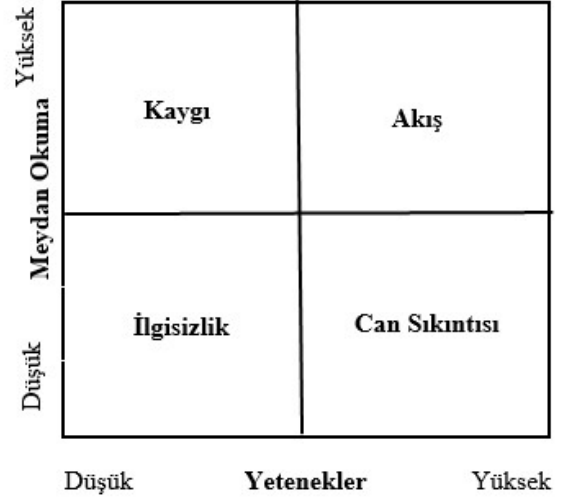 Yüksek
Kaygı
Akış
Meydan Okuma
İlgisizlik
Can Sıkıntısı
Düşük
Düşük
Yetenekler
Yüksek